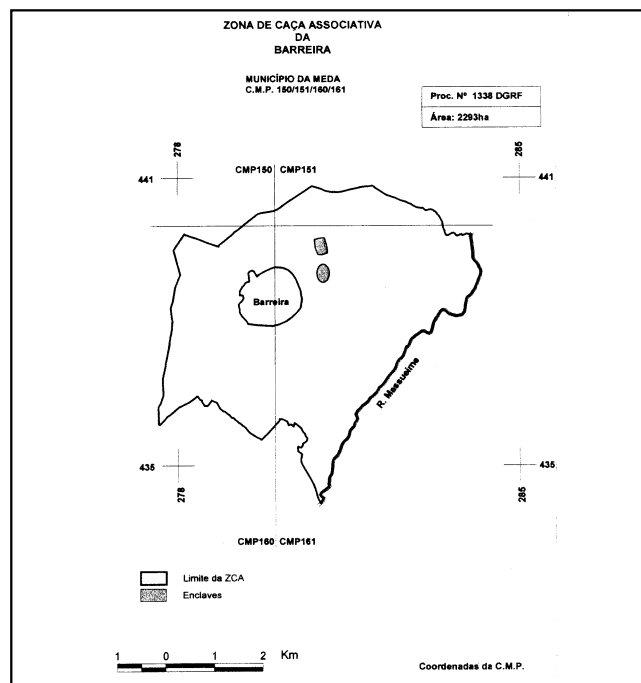 ZONA DE CAÇA ASSOCIATIVA
DA
BARREIRA
MUNICÍPIO DA MEDA
C.M.P. 150/151/160/161
Proc. Nº 1338 DGRF
Área: 2293ha
278
285
441
CMP150
CMP151
441
Barreira
R. Massueime
435
435
278
285
CMP160
CMP161
Limite da ZCA
Enclaves
1 0 1 2 Km
Coordenadas da C.M.P.